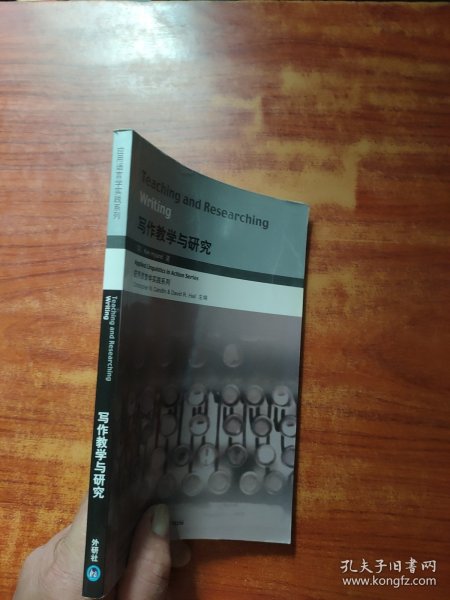 Teaching and Researching
Writing
写作教学与研究
Applied Linguistics in Action Series
应用语言学实践系列
Christopher N. Candlin & David R. Hall 主编
应用语言学实践系列
Teaching and Researching
Writing
写作教学与研究
外研社
孔夫子旧书网
www.kongfz.com